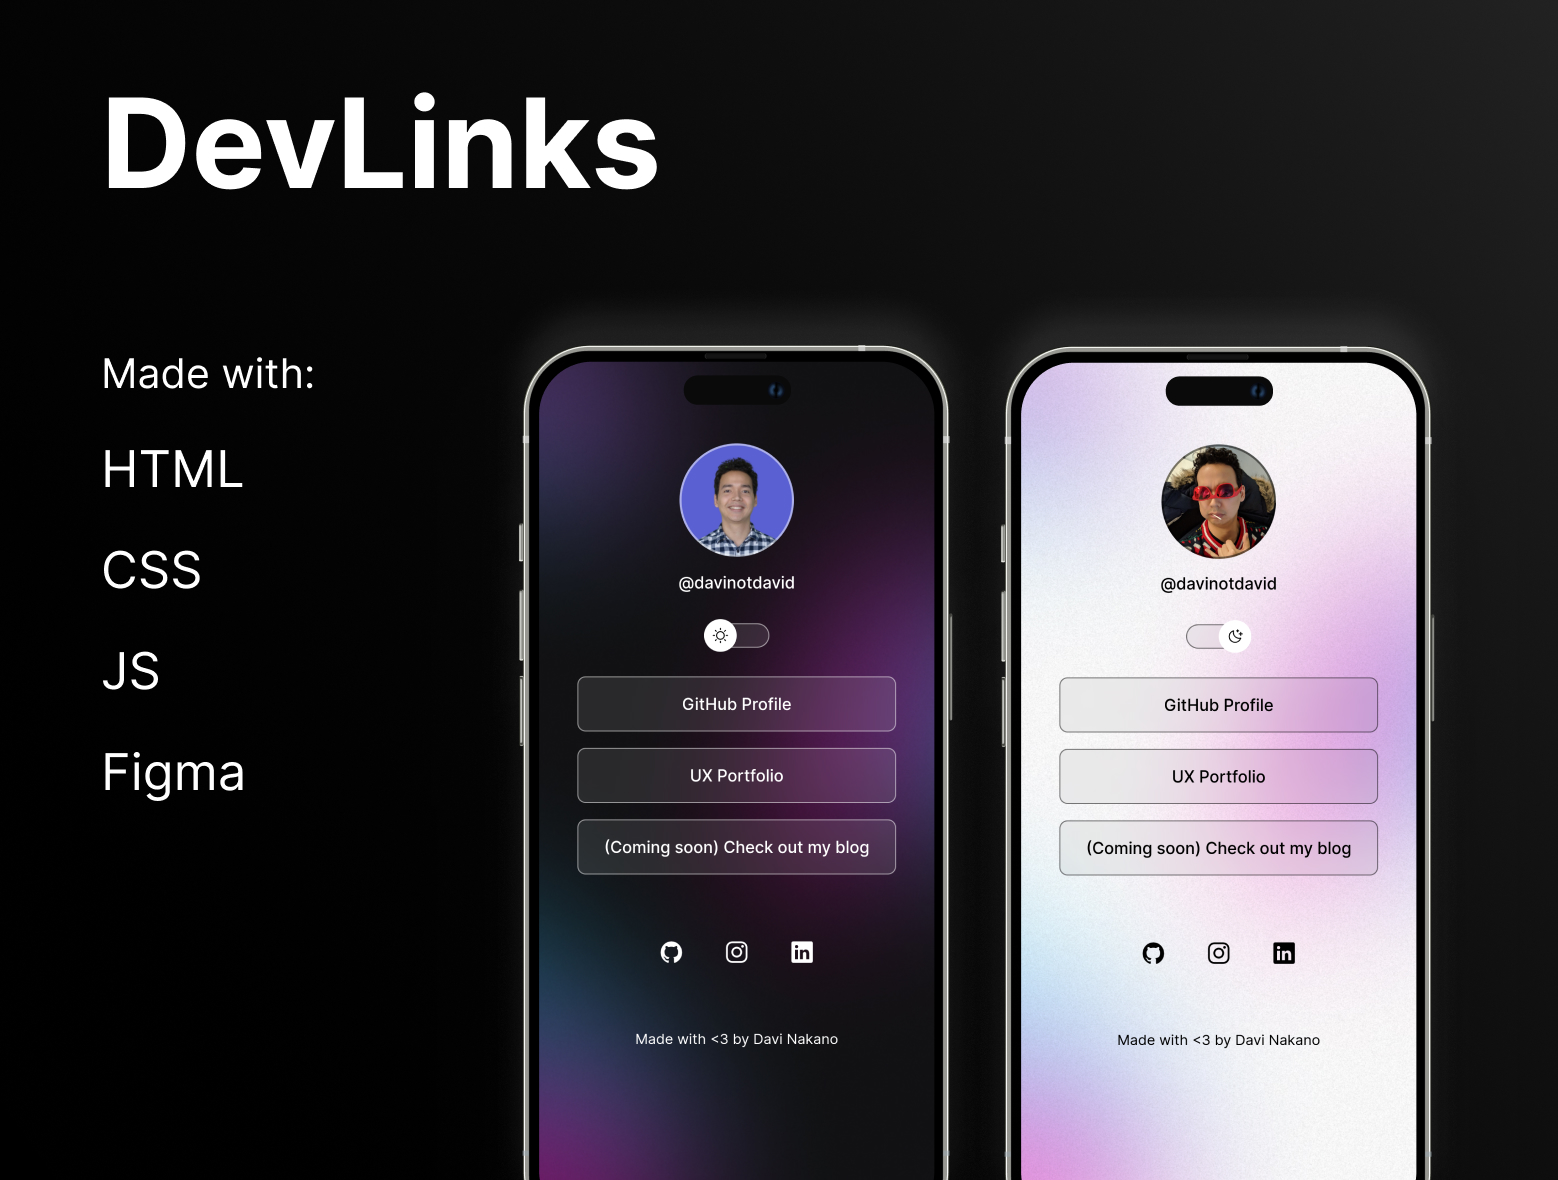 DevLinks
Made with:
HTML
CSS
JS
Figma
@davinotdavid
GitHub Profile
UX Portfolio
(Coming soon) Check out my blog
in
Made with <3 by Davi Nakano
@davinotdavid
GitHub Profile
UX Portfolio
(Coming soon) Check out my blog
in
Made with <3 by Davi Nakano